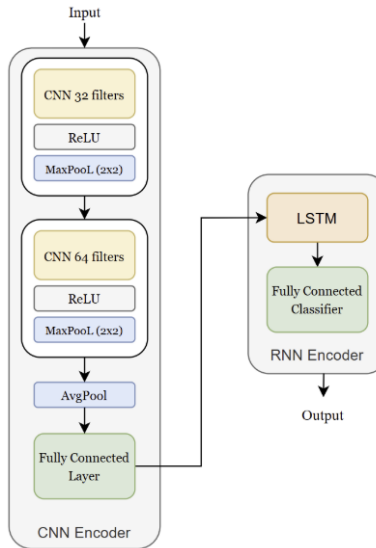 Input
CNN 32 filters
ReLU
MaxPooL (2x2)
CNN 64 filters
ReLU
MaxPooL (2x2)
AvgPool
Fully Connected
Layer
CNN Encoder
LSTM
Fully Connected
Classifier
RNN Encoder
Output